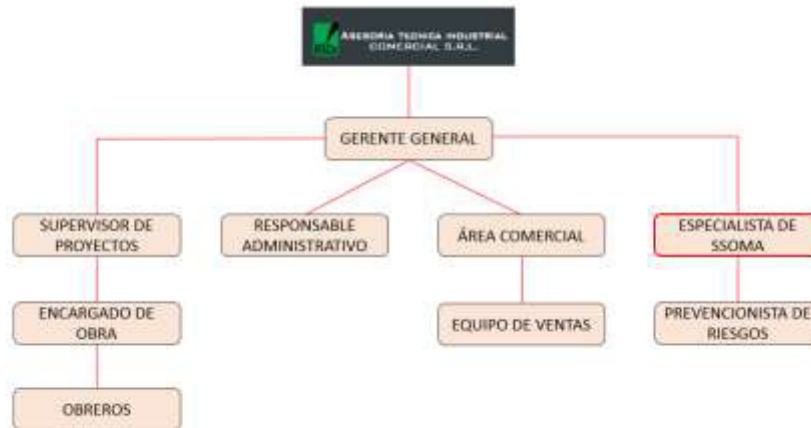 ASESORIA TECNICA INDUSTRIAL
COMERCIAL S.R.L.
GERENTE GENERAL
SUPERVISOR DE
PROYECTOS
RESPONSABLE
ADMINISTRATIVO
ÁREA COMERCIAL
ESPECIALISTA DE
SSOMA
ENCARGADO DE
OBRA
EQUIPO DE VENTAS
PREVENCIONISTA DE
RIESGOS
OBREROS